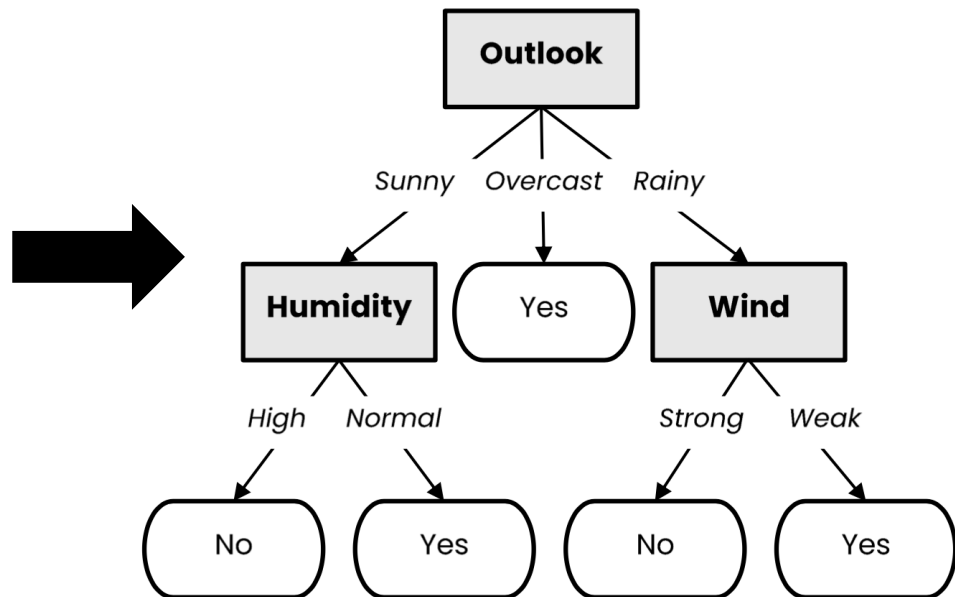 Outlook
Sunny Overcast Rainy
Humidity Yes Wind
High Normal Strong Weak
No Yes No Yes